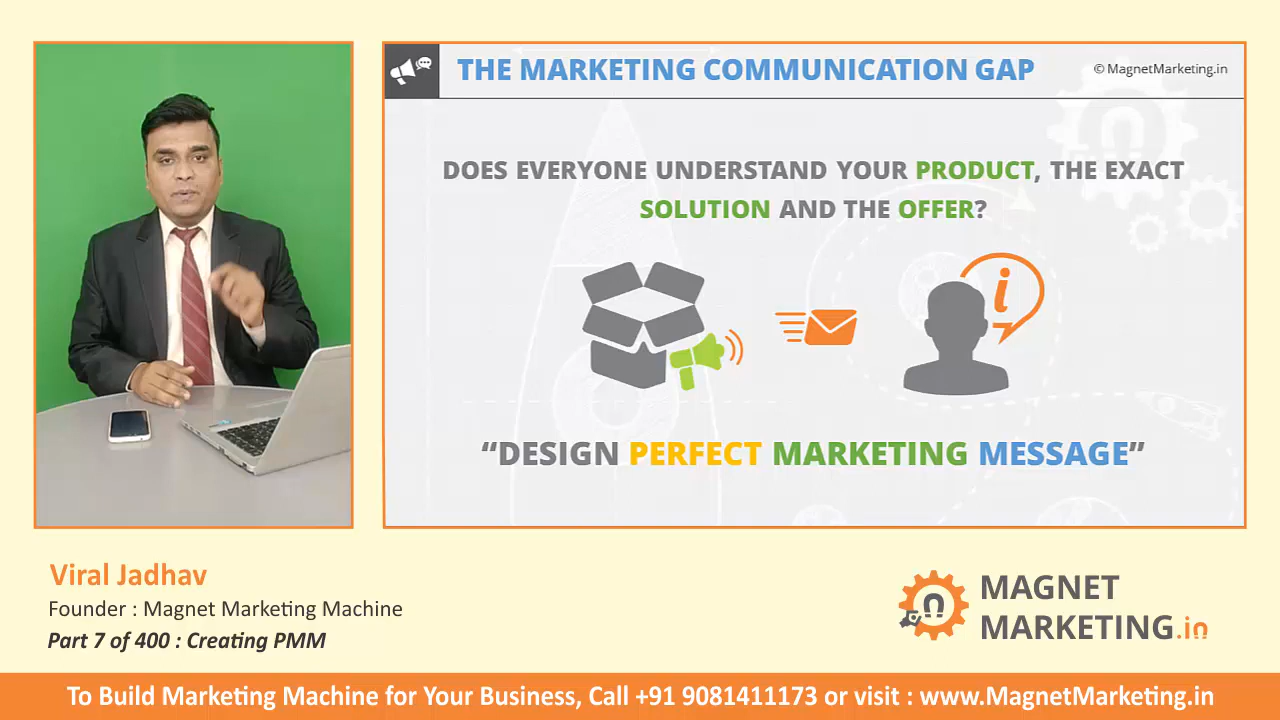 THE MARKETING COMMUNICATION GAP
© MagnetMarketing.in
DOES EVERYONE UNDERSTAND YOUR PRODUCT, THE EXACT
SOLUTION AND THE OFFER?
i
“DESIGN PERFECT MARKETING MESSAGE”
Viral Jadhav
Founder : Magnet Marketing Machine
Part 7 of 400 : Creating PMM
MAGNET
MARKETING.in
To Build Marketing Machine for Your Business, Call +91 9081411173 or visit : www.MagnetMarketing.in